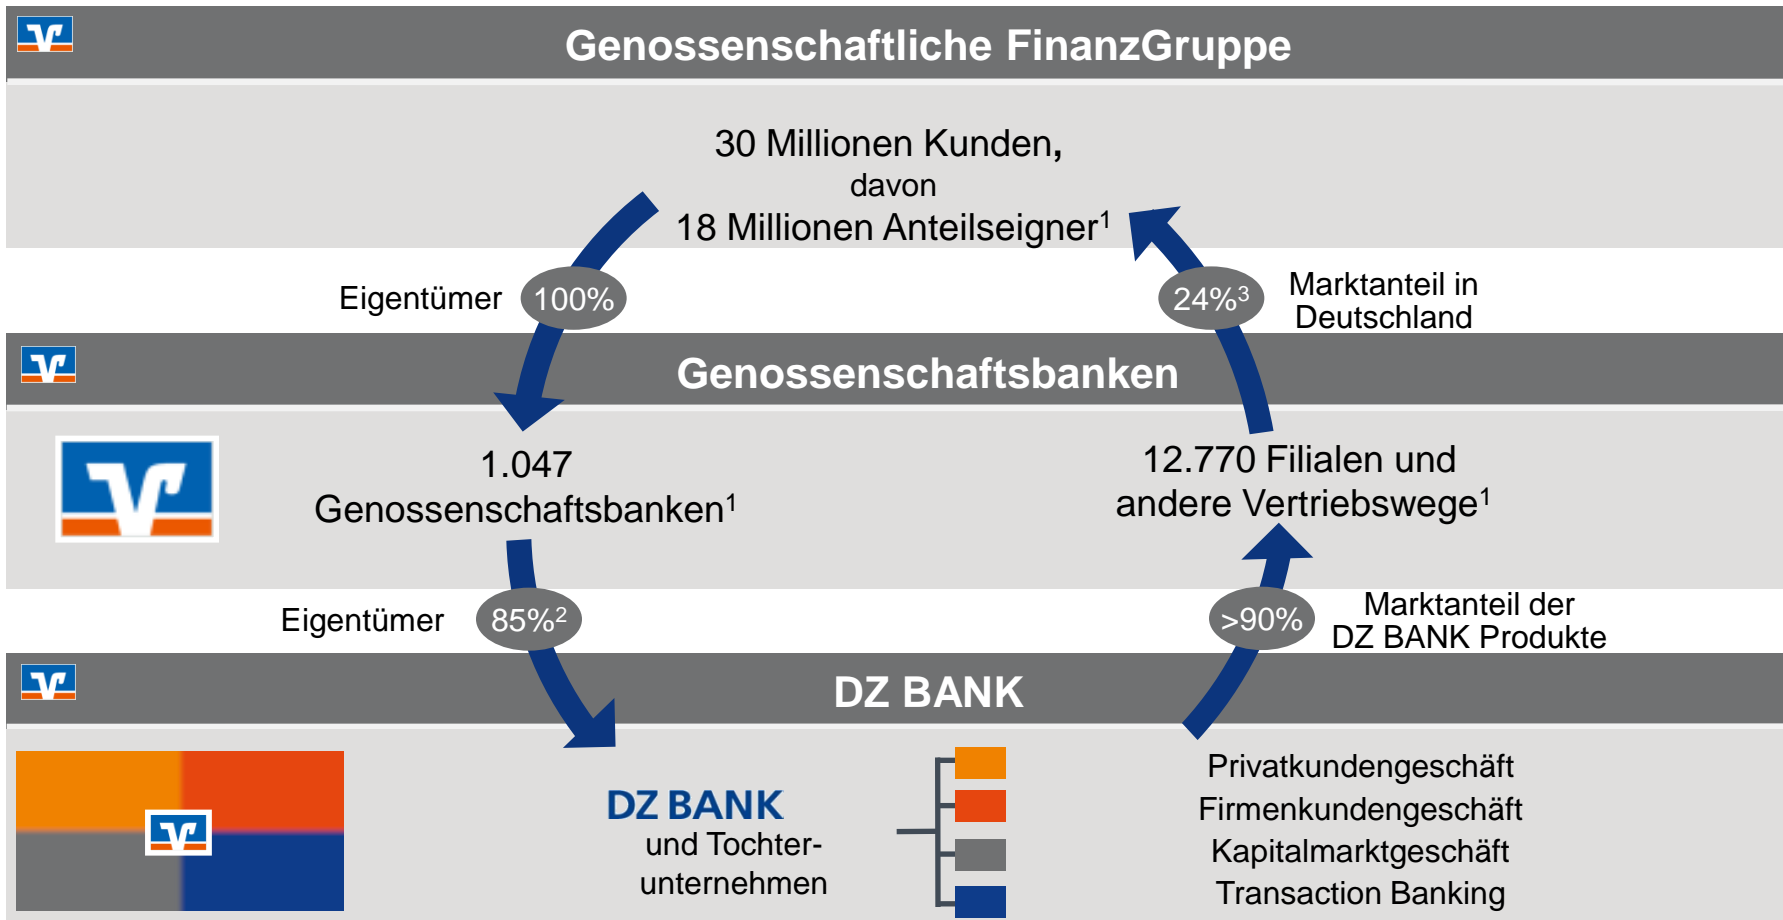 Genossenschaftliche FinanzGruppe
30 Millionen Kunden,
davon
18 Millionen Anteilseigner¹
Eigentümer
100%
24%³
Marktanteil in
Deutschland
Genossenschaftsbanken
1.047
Genossenschaftsbanken¹
12.770 Filialen und
andere Vertriebswege¹
Eigentümer
85%²
>90%
Marktanteil der
DZ BANK Produkte
DZ BANK
DZ BANK
und Tochter-
unternehmen
Privatkundengeschäft
Firmenkundengeschäft
Kapitalmarktgeschäft
Transaction Banking